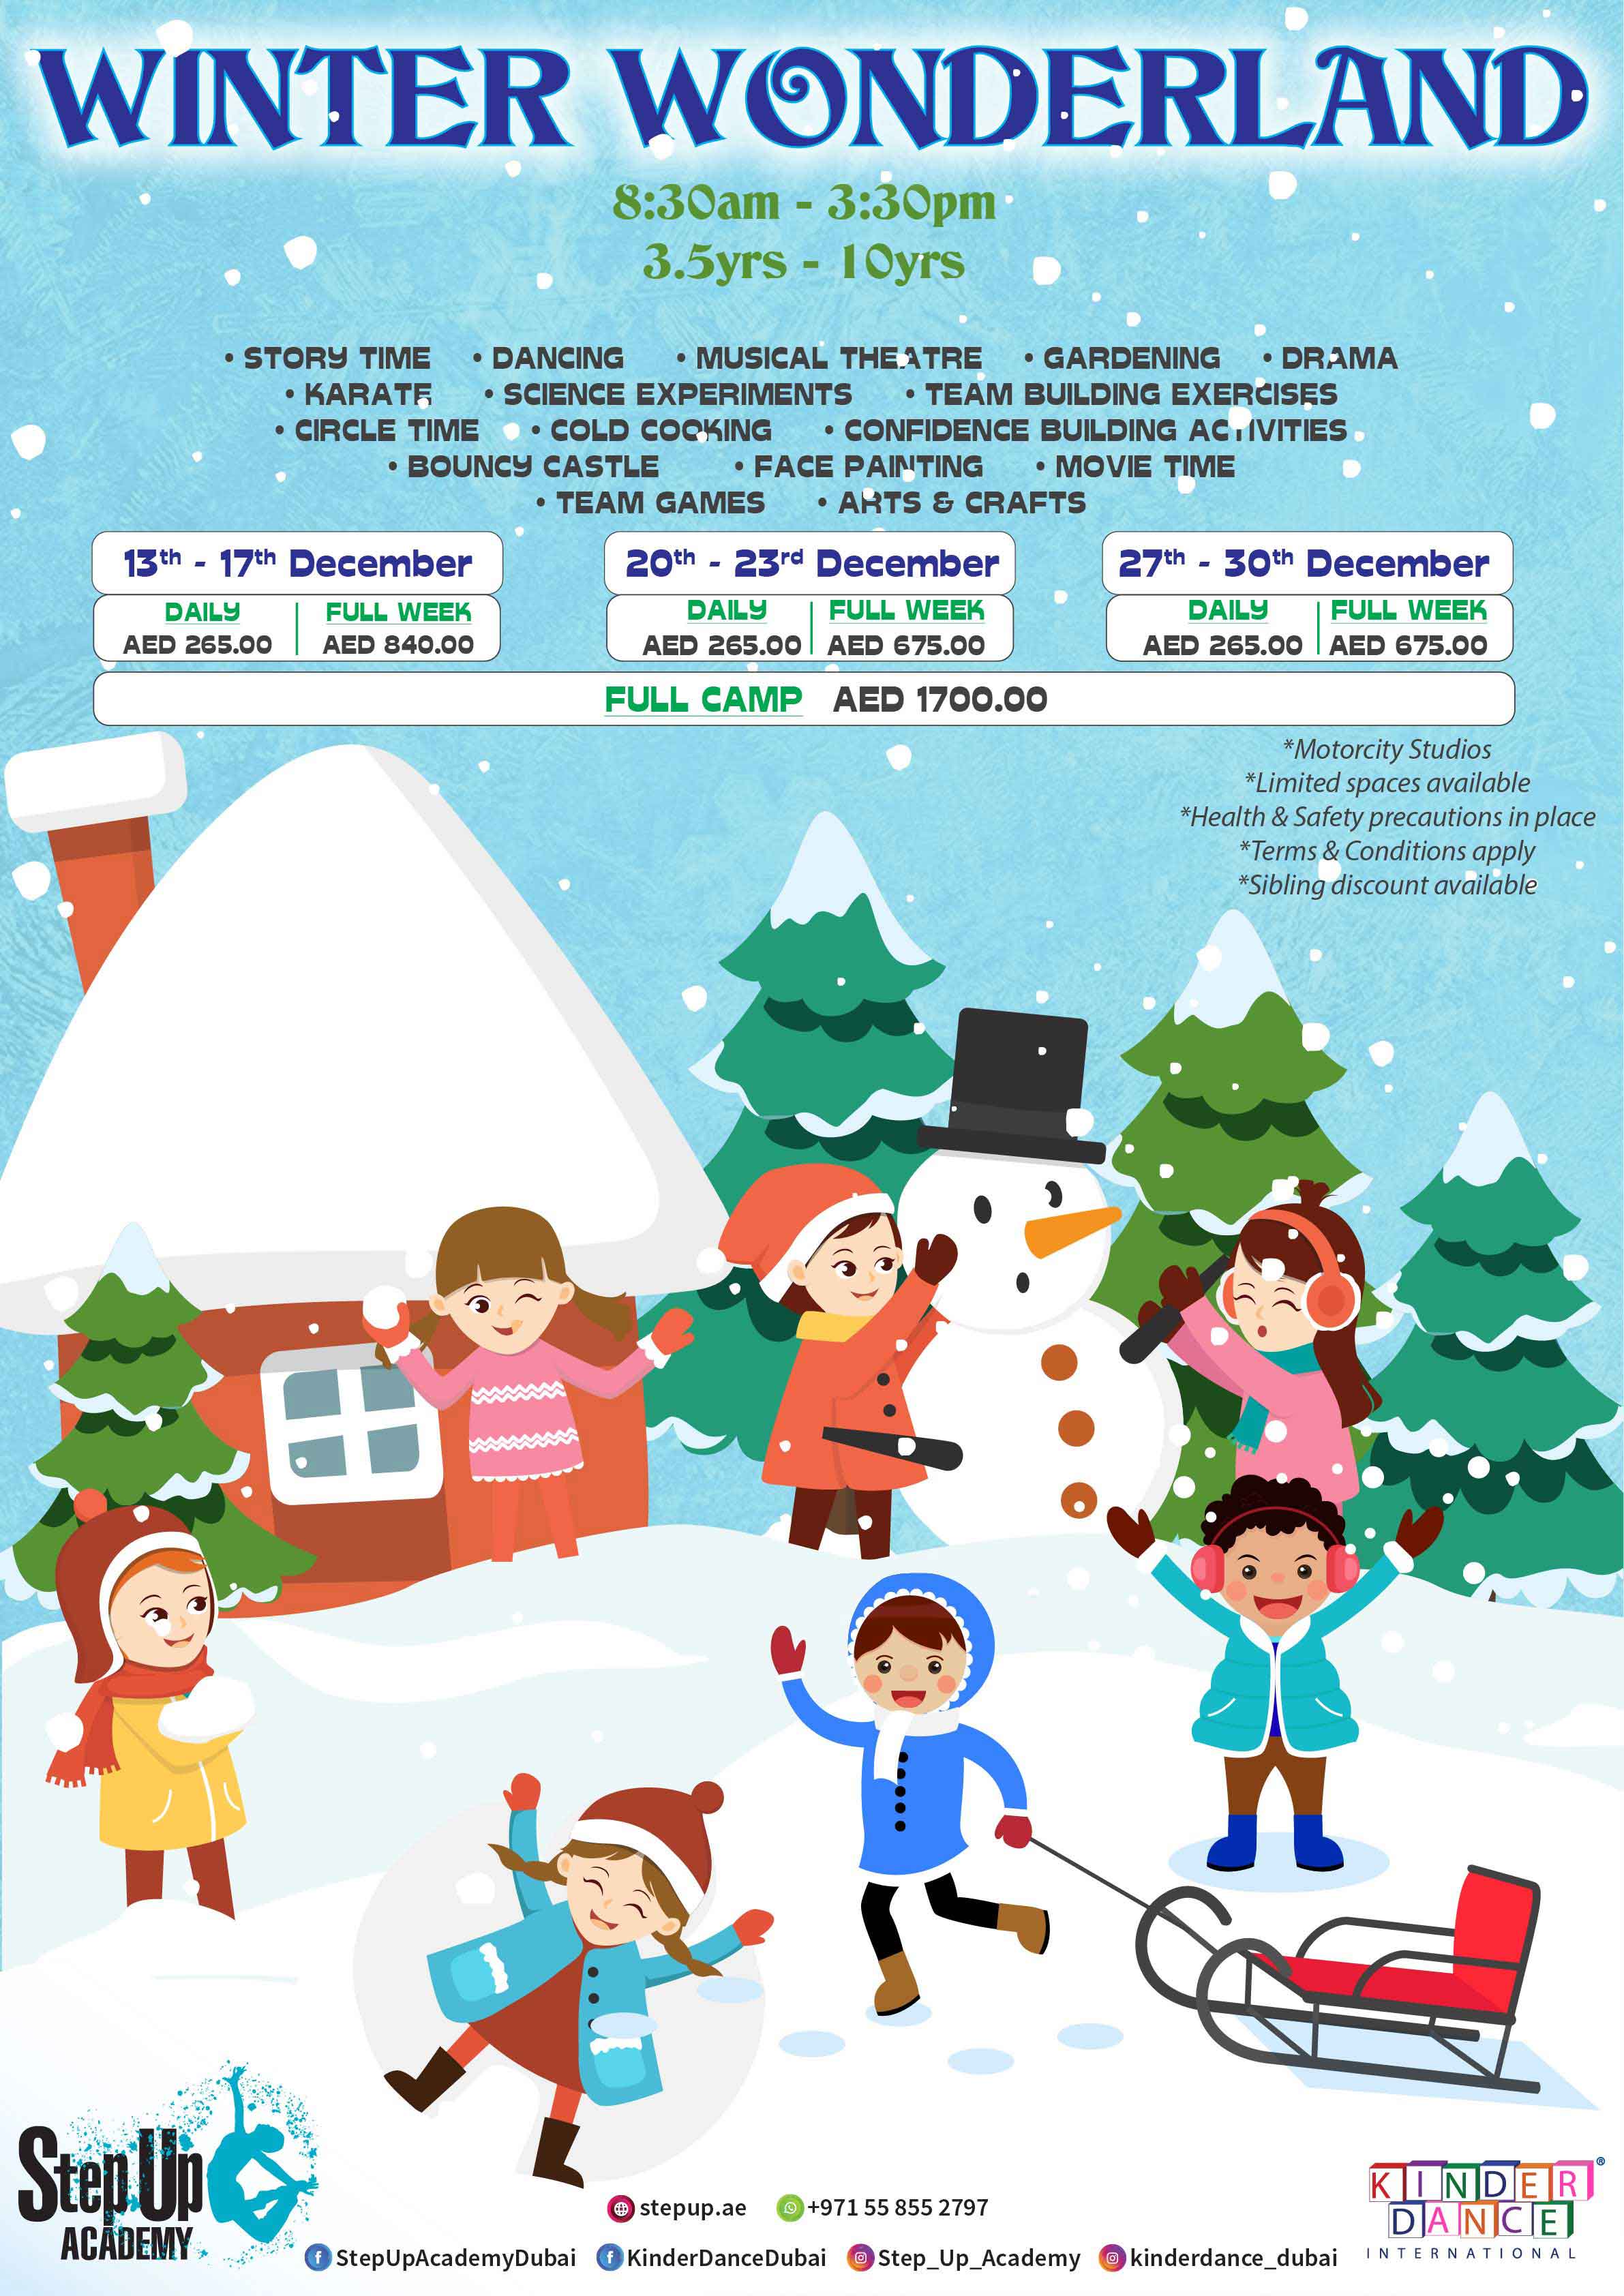 WINTER WONDERLAND
8:30am - 3:30pm
3.5yrs - 10yrs
• STORY TIME • DANCING • MUSICAL THEATRE • GARDENING • DRAMA
• KARATE • SCIENCE EXPERIMENTS • TEAM BUILDING EXERCISES
• CIRCLE TIME • COLD COOKING • CONFIDENCE BUILDING ACTIVITIES
• BOUNCY CASTLE • FACE PAINTING • MOVIE TIME
• TEAM GAMES • ARTS & CRAFTS
13th - 17th December
DAILY FULL WEEK
AED 265.00 AED 840.00
20th - 23rd December
DAILY FULL WEEK
AED 265.00 AED 675.00
27th - 30th December
DAILY FULL WEEK
AED 265.00 AED 675.00
FULL CAMP AED 1700.00
*Motorcity Studios
*Limited spaces available
*Health & Safety precautions in place
*Terms & Conditions apply
*Sibling discount available
Step Up
ACADEMY
stepup.ae +971 55 855 2797
StepUpAcademyDubai KinderDanceDubai Step_Up_Academy kinderdance_dubai
KINDER®
DANCE
INTERNATIONAL